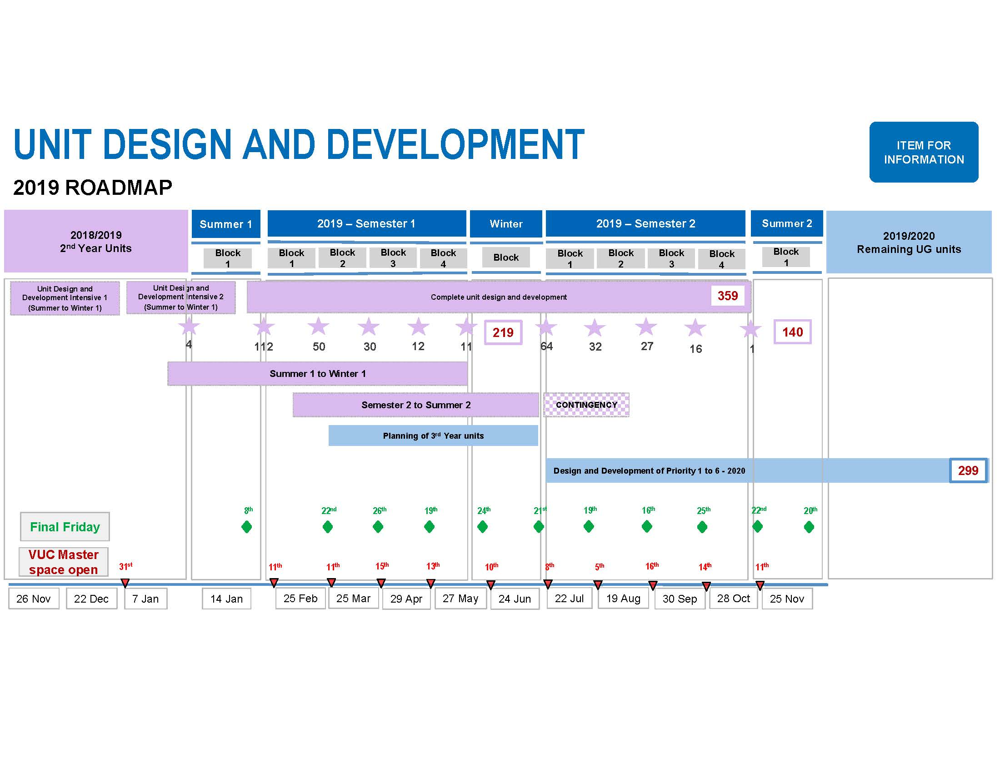 UNIT DESIGN AND DEVELOPMENT
ITEM FOR
INFORMATION
2019 ROADMAP
2018/2019
2nd Year Units
Summer 1
2019 – Semester 1
Winter
2019 – Semester 2
Summer 2
2019/2020
Remaining UG units
Block
1
Block
1
Block
2
Block
3
Block
4
Block
Block
1
Block
2
Block
3
Block
4
Block
1
Unit Design and
Development Intensive 1
(Summer to Winter 1)
Unit Design and
Development Intensive 2
(Summer to Winter 1)
Complete unit design and development
359
219
140
4
112
50
30
12
11
64
32
27
16
1
Summer 1 to Winter 1
Semester 2 to Summer 2
CONTINGENCY
Planning of 3rd Year units
Design and Development of Priority 1 to 6 - 2020
299
Final Friday
8th
22nd
26th
19th
24th
21st
19th
16th
25th
22nd
20th
VUC Master
space open
31st
11th
11th
15th
13th
10th
8th
5th
16th
14th
11th
26 Nov
22 Dec
7 Jan
14 Jan
25 Feb
25 Mar
29 Apr
27 May
24 Jun
22 Jul
19 Aug
30 Sep
28 Oct
25 Nov